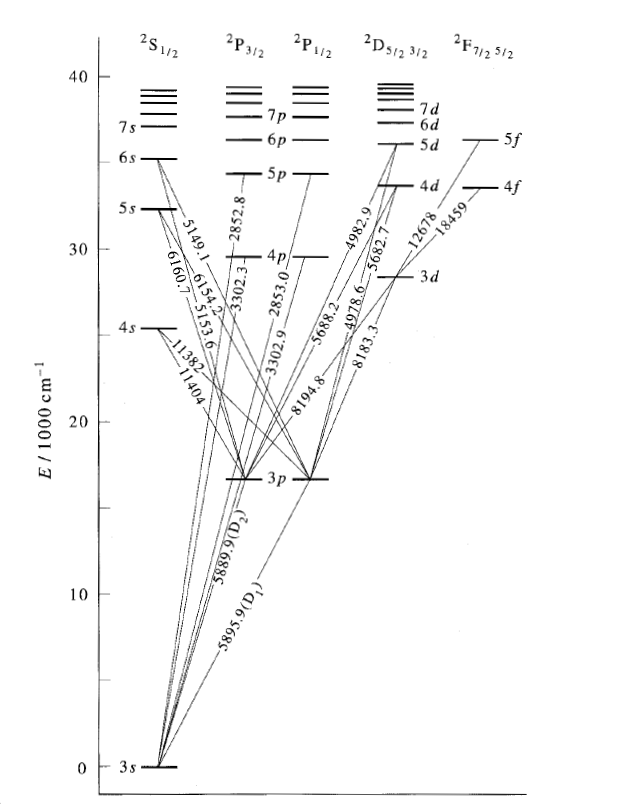 ²S₁/₂ ²P₃/₂ ²P₁/₂ ²D₅/₂ ₃/₂ ²F₇/₂ ₅/₂
40
7s 7p 7d
6d
6s 6p 5d 5f
5p 4d 4f
5s
30
4p 3d
4s
20
3p
10
0 3s
E / 1000 cm⁻¹
5149.1
6160.7
6154.2
5153.6
2852.8
3302.3
2853.0
3302.9
4982.9
5682.7
12678
18459
5688.2
4978.6
8183.3
8194.8
11382
11404
5889.9(D₂)
5895.9(D₁)